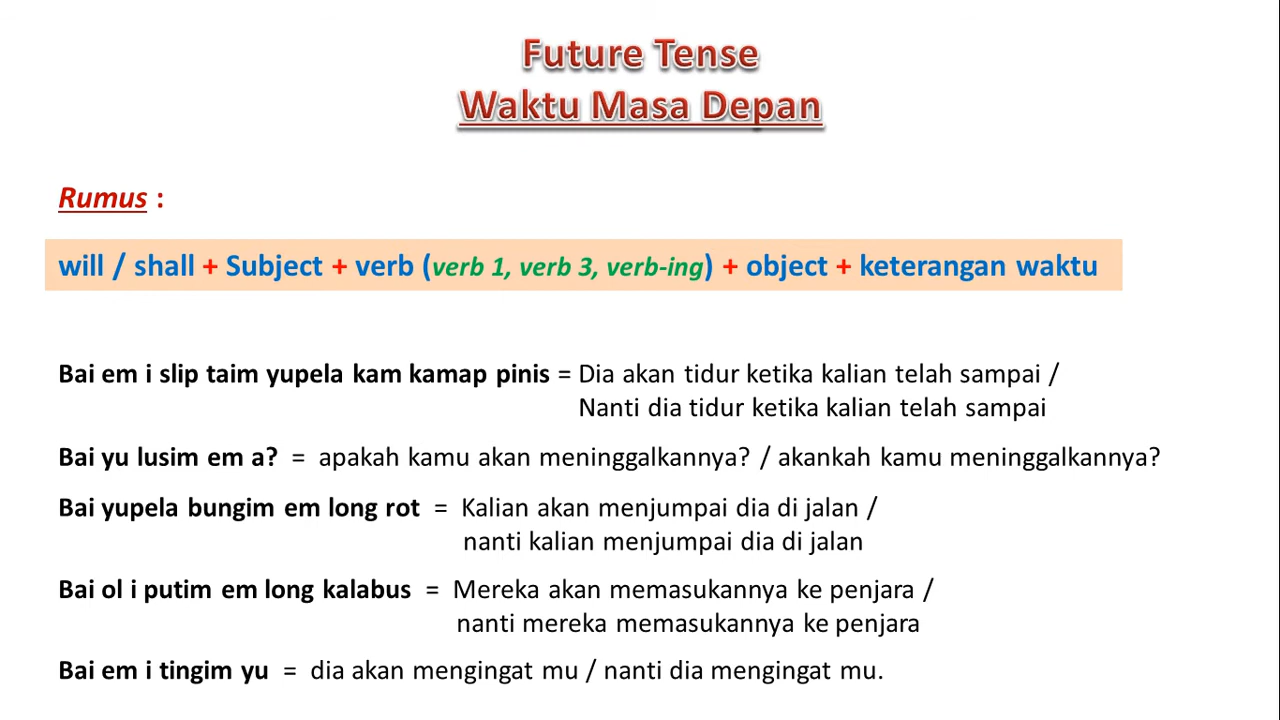 Future Tense
Waktu Masa Depan
Rumus :
will / shall + Subject + verb (verb 1, verb 3, verb-ing) + object + keterangan waktu
Bai em i slip taim yupela kam kamap pinis = Dia akan tidur ketika kalian telah sampai /
Nanti dia tidur ketika kalian telah sampai
Bai yu lusim em a? = apakah kamu akan meninggalkannya? / akankah kamu meninggalkannya?
Bai yupela bungim em long rot = Kalian akan menjumpai dia di jalan /
nanti kalian menjumpai dia di jalan
Bai ol i putim em long kalabus = Mereka akan memasukannya ke penjara /
nanti mereka memasukannya ke penjara
Bai em i tingim yu = dia akan mengingat mu / nanti dia mengingat mu.